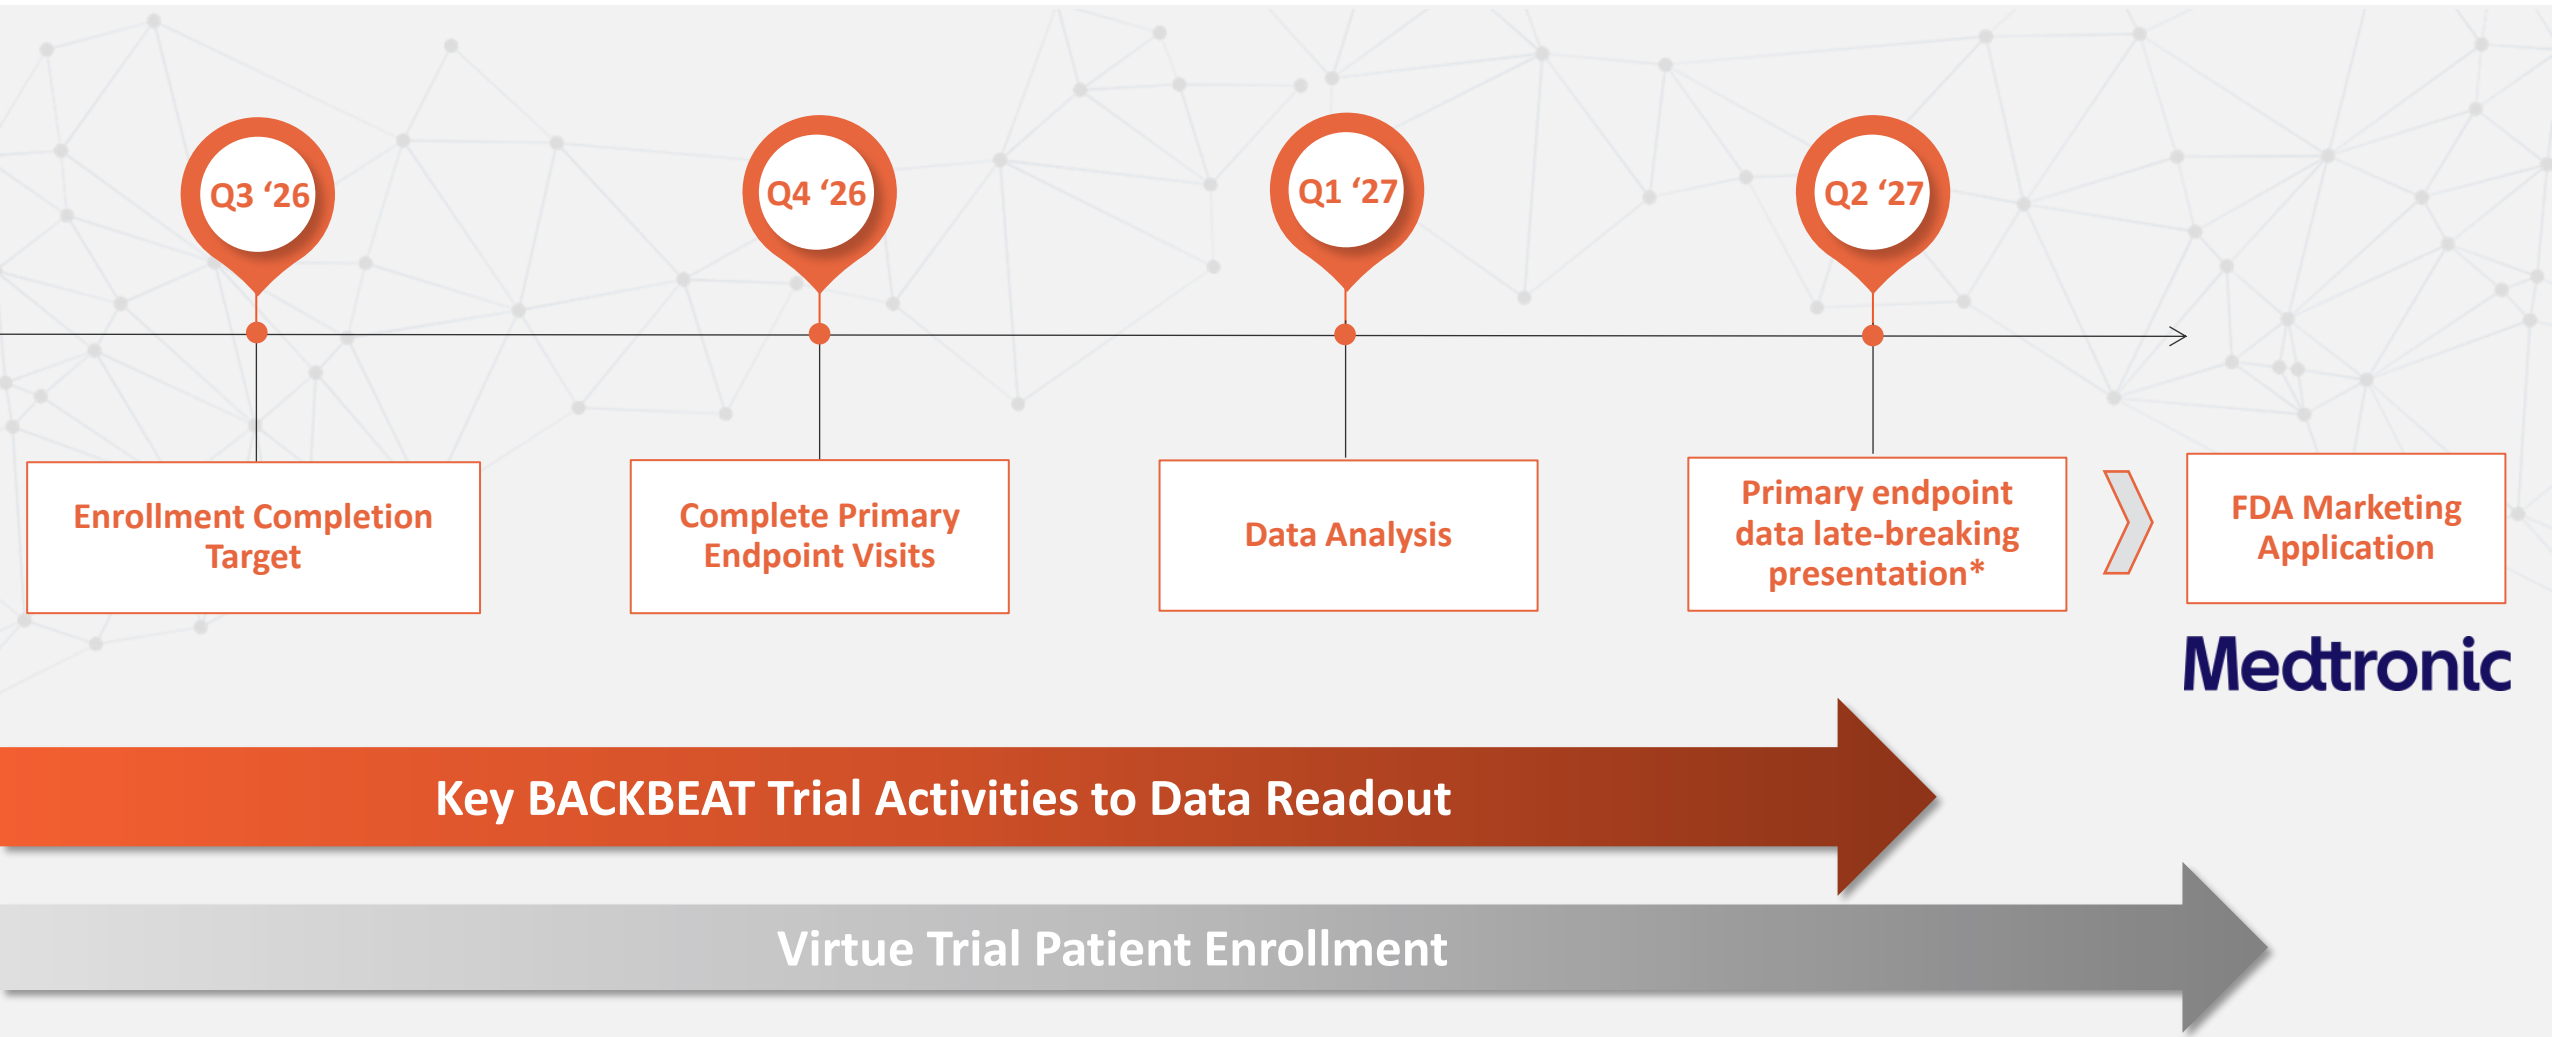 Q3 ‘26
Q4 ‘26
Q1 ‘27
Q2 ‘27
Enrollment Completion
Target
Complete Primary
Endpoint Visits
Data Analysis
Primary endpoint
data late-breaking
presentation*
FDA Marketing
Application
Medtronic
Key BACKBEAT Trial Activities to Data Readout
Virtue Trial Patient Enrollment